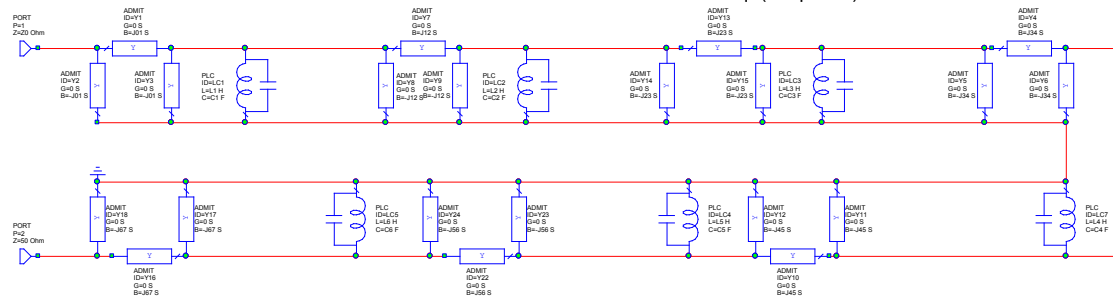 PORT
P=1
Z=Z0 Ohm
ADMIT
ID=Y1
G=0 S
B=J01 S
ADMIT
ID=Y2
G=0 S
B=-J01 S
ADMIT
ID=Y3
G=0 S
B=-J01 S
PLC
ID=LC1
L=L1 H
C=C1 F
ADMIT
ID=Y7
G=0 S
B=J12 S
ADMIT
ID=Y8
G=0 S
B=-J12 S
ADMIT
ID=Y9
G=0 S
B=-J12 S
PLC
ID=LC2
L=L2 H
C=C2 F
ADMIT
ID=Y13
G=0 S
B=J23 S
ADMIT
ID=Y14
G=0 S
B=-J23 S
ADMIT
ID=Y15
G=0 S
B=-J23 S
PLC
ID=LC3
L=L3 H
C=C3 F
ADMIT
ID=Y4
G=0 S
B=J34 S
ADMIT
ID=Y5
G=0 S
B=-J34 S
ADMIT
ID=Y6
G=0 S
B=-J34 S
PORT
P=2
Z=50 Ohm
ADMIT
ID=Y18
G=0 S
B=-J67 S
ADMIT
ID=Y17
G=0 S
B=-J67 S
ADMIT
ID=Y16
G=0 S
B=J67 S
PLC
ID=LC5
L=L6 H
C=C6 F
ADMIT
ID=Y24
G=0 S
B=-J56 S
ADMIT
ID=Y23
G=0 S
B=-J56 S
ADMIT
ID=Y22
G=0 S
B=J56 S
PLC
ID=LC4
L=L5 H
C=C5 F
ADMIT
ID=Y12
G=0 S
B=-J45 S
ADMIT
ID=Y11
G=0 S
B=-J45 S
ADMIT
ID=Y10
G=0 S
B=J45 S
PLC
ID=LC7
L=L4 H
C=C4 F